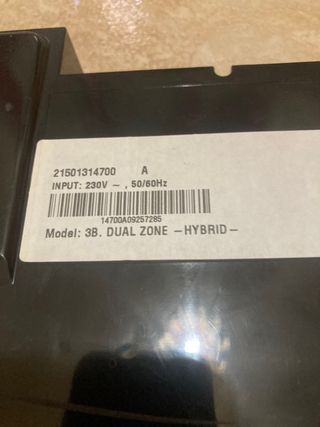 21501314700 A
INPUT: 230V ~ , 50/60Hz
14700A09257285
Model: 3B. DUAL ZONE -HYBRID-